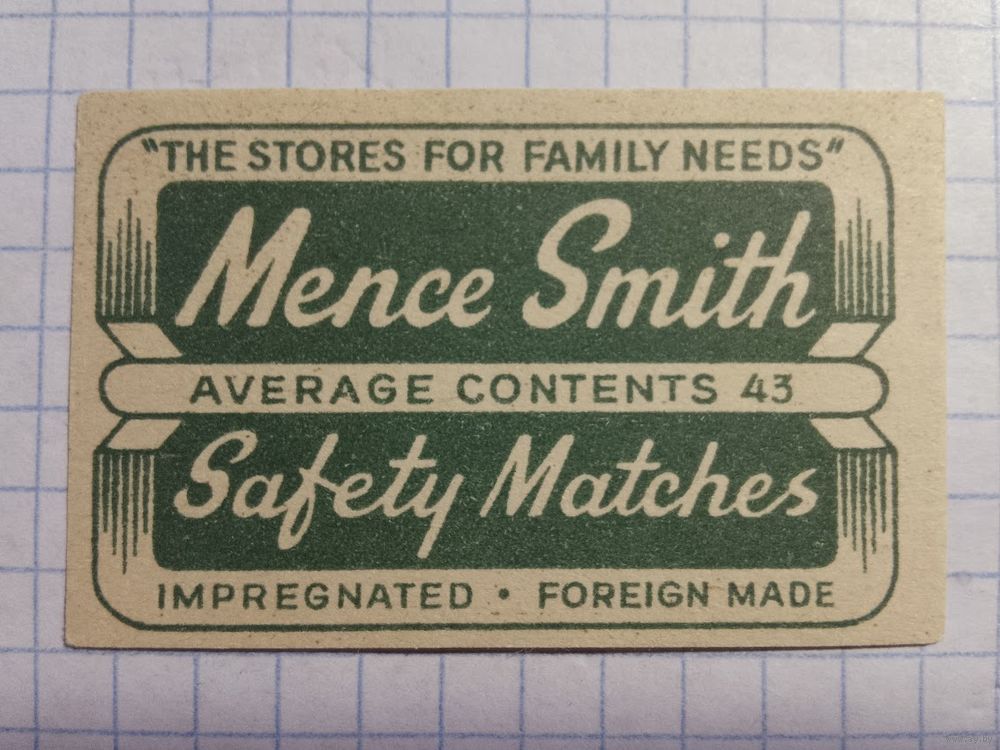 "THE STORES FOR FAMILY NEEDS"
Mence Smith
AVERAGE CONTENTS 43
Safety Matches
IMPREGNATED • FOREIGN MADE